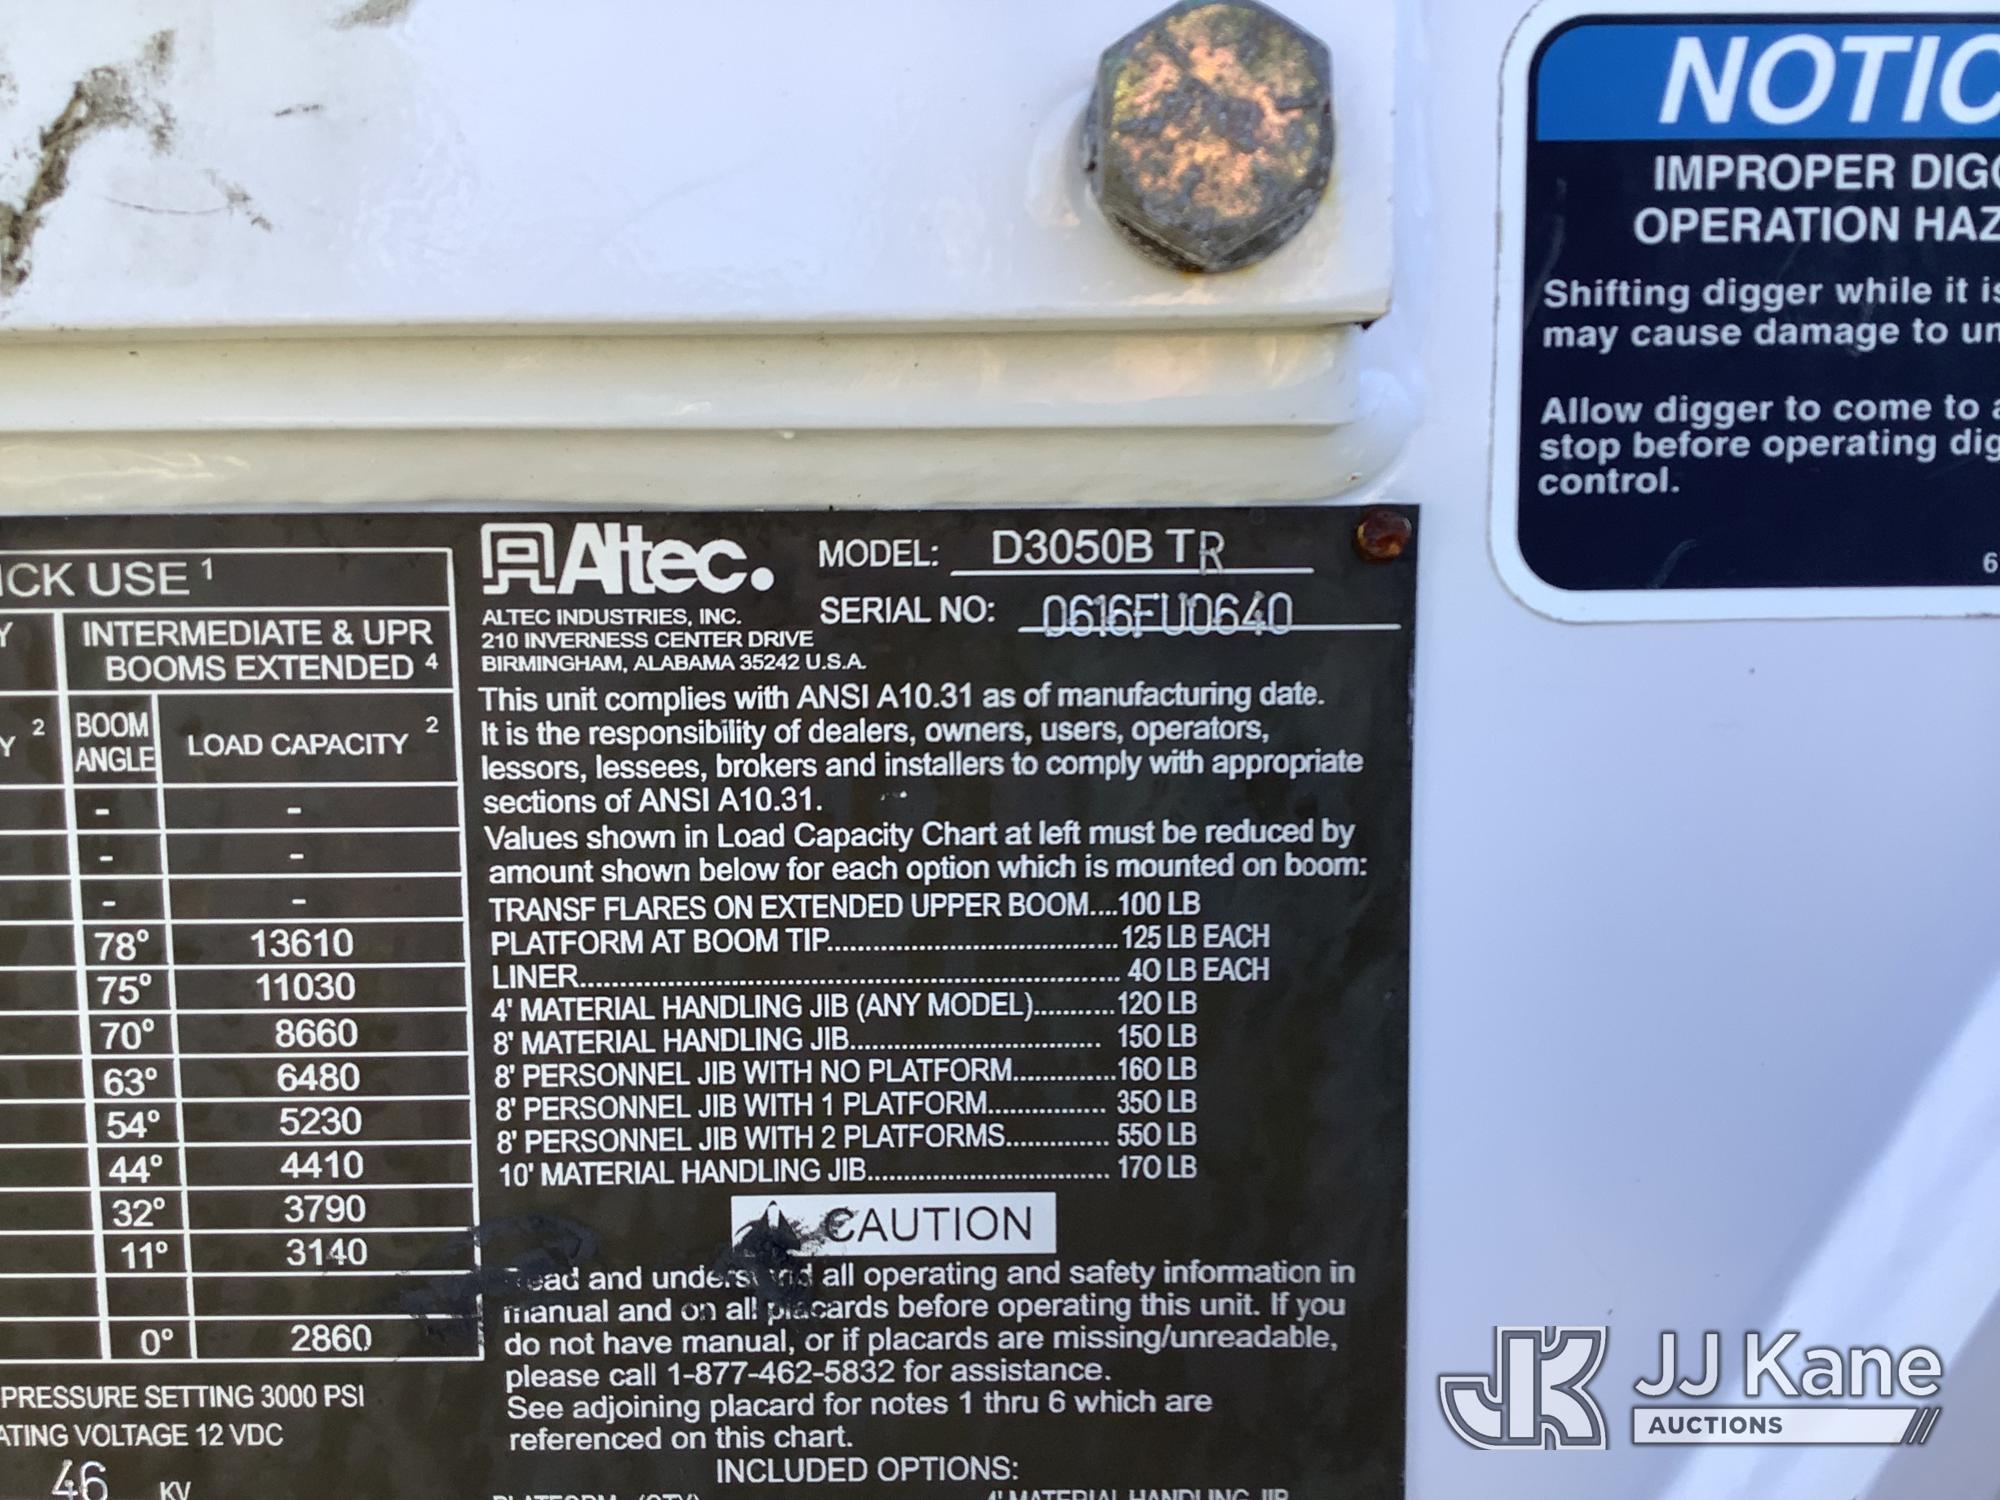 NOTIC
IMPROPER DIGG
OPERATION HAZ
Shifting digger while it is
may cause damage to un
Allow digger to come to a
stop before operating dig
control.
6
ICK USE 1
Y
INTERMEDIATE & UPR
BOOMS EXTENDED 4
Y 2
BOOM ANGLE
LOAD CAPACITY 2
- -
- -
- -
78° 13610
75° 11030
70° 8660
63° 6480
54° 5230
44° 4410
32° 3790
11° 3140
0° 2860
PRESSURE SETTING 3000 PSI
ATING VOLTAGE 12 VDC
46 KV
Altec.
MODEL: D3050B TR
ALTEC INDUSTRIES, INC.
210 INVERNESS CENTER DRIVE
BIRMINGHAM, ALABAMA 35242 U.S.A.
SERIAL NO: 0616FU0640
This unit complies with ANSI A10.31 as of manufacturing date.
It is the responsibility of dealers, owners, users, operators,
lessors, lessees, brokers and installers to comply with appropriate
sections of ANSI A10.31.
Values shown in Load Capacity Chart at left must be reduced by
amount shown below for each option which is mounted on boom:
TRANSF FLARES ON EXTENDED UPPER BOOM....100 LB
PLATFORM AT BOOM TIP.....................................125 LB EACH
LINER.................................................................... 40 LB EACH
4' MATERIAL HANDLING JIB (ANY MODEL)...........120 LB
8' MATERIAL HANDLING JIB................................ 150 LB
8' PERSONNEL JIB WITH NO PLATFORM..............160 LB
8' PERSONNEL JIB WITH 1 PLATFORM................ 350 LB
8' PERSONNEL JIB WITH 2 PLATFORMS.............. 550 LB
10' MATERIAL HANDLING JIB............................... 170 LB
CAUTION
Read and understand all operating and safety information in
manual and on all placards before operating this unit. If you
do not have manual, or if placards are missing/unreadable,
please call 1-877-462-5832 for assistance.
See adjoining placard for notes 1 thru 6 which are
referenced on this chart.
INCLUDED OPTIONS:
PLATFORM (QTY) 4' MATERIAL HANDLING JIB
JK JJ Kane
AUCTIONS